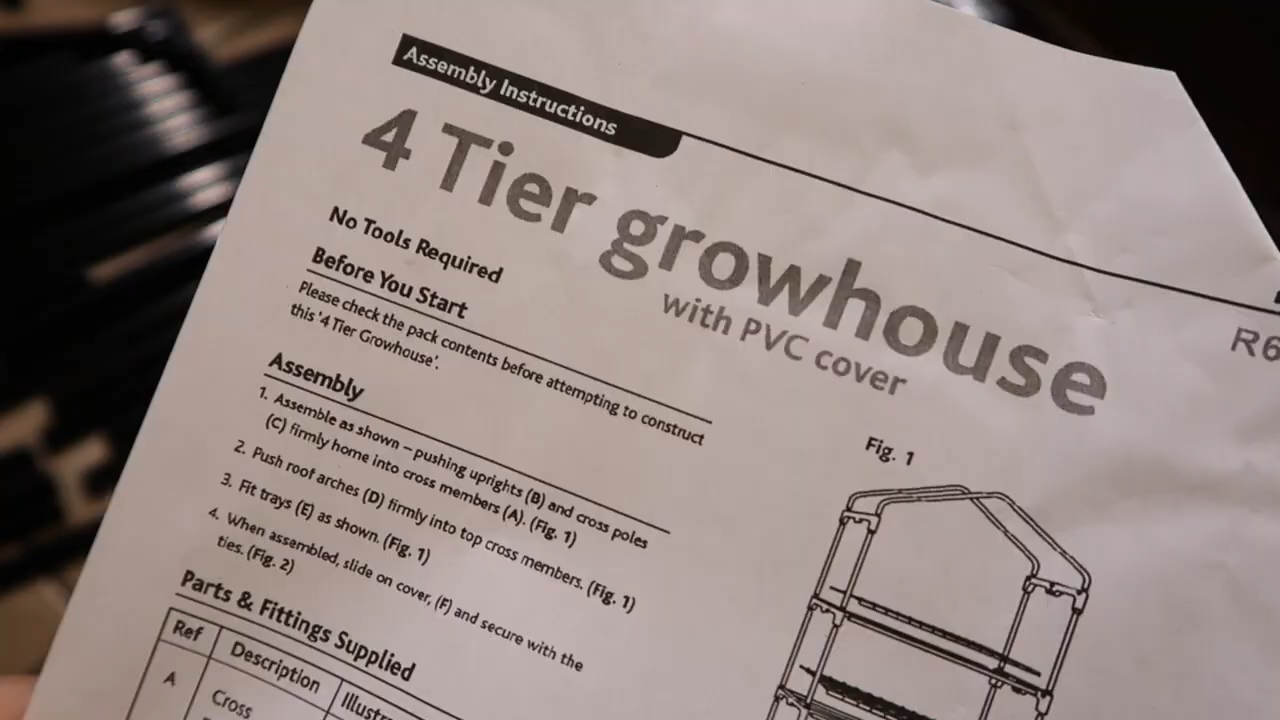 Assembly Instructions
4 Tier growhouse
with PVC cover
R6
No Tools Required
Before You Start
Please check the pack contents before attempting to construct
this '4 Tier Growhouse'.
Assembly
1. Assemble as shown – pushing uprights (B) and cross poles
(C) firmly home into cross members (A). (Fig. 1)
2. Push roof arches (D) firmly into top cross members. (Fig. 1)
3. Fit trays (E) as shown. (Fig. 1)
4. When assembled, slide on cover, (F) and secure with the
ties. (Fig. 2)
Parts & Fittings Supplied
Ref Description Illustr
A Cross
Fig. 1